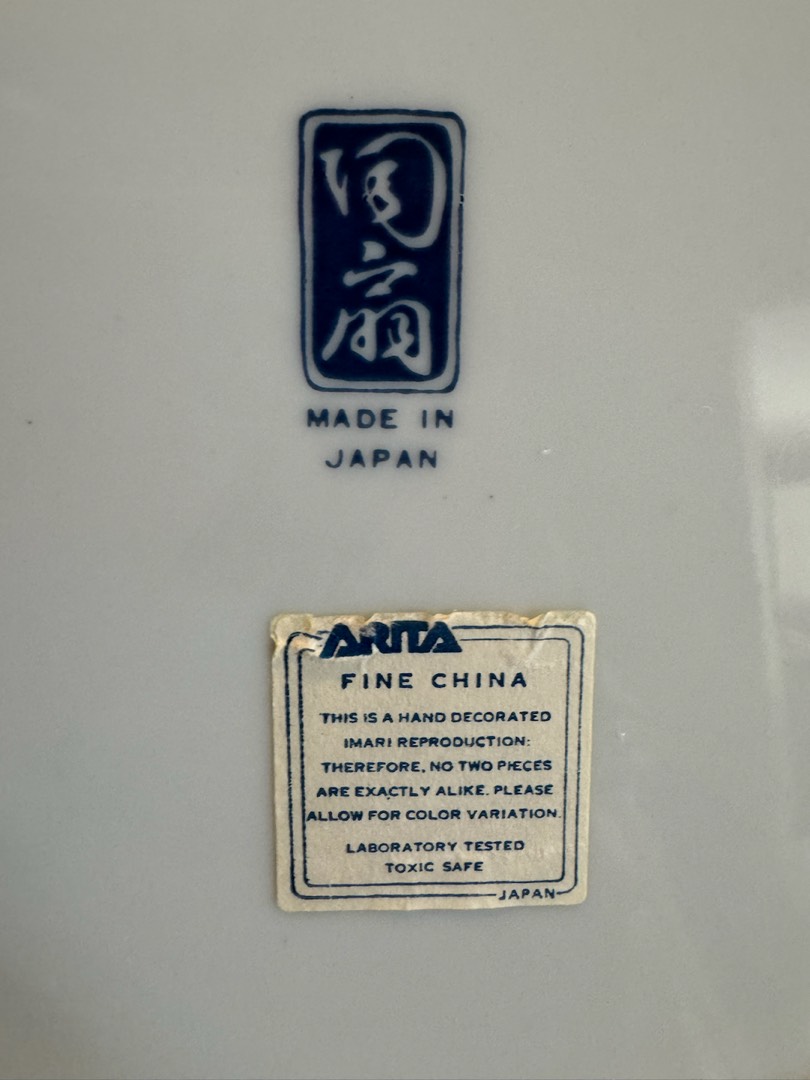 扇
MADE IN
JAPAN
ARITA
FINE CHINA
THIS IS A HAND DECORATED
IMARI REPRODUCTION:
THEREFORE, NO TWO PIECES
ARE EXACTLY ALIKE. PLEASE
ALLOW FOR COLOR VARIATION.
LABORATORY TESTED
TOXIC SAFE
JAPAN